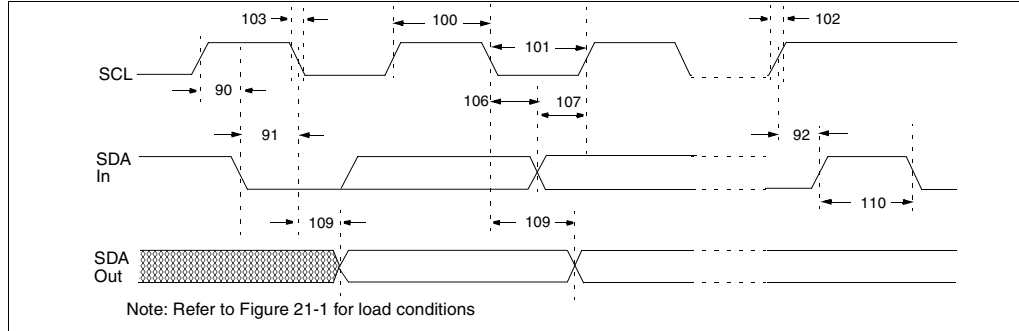 103
100
102
101
SCL
90
106
107
91
92
SDA
In
110
109
109
SDA
Out
Note: Refer to Figure 21-1 for load conditions